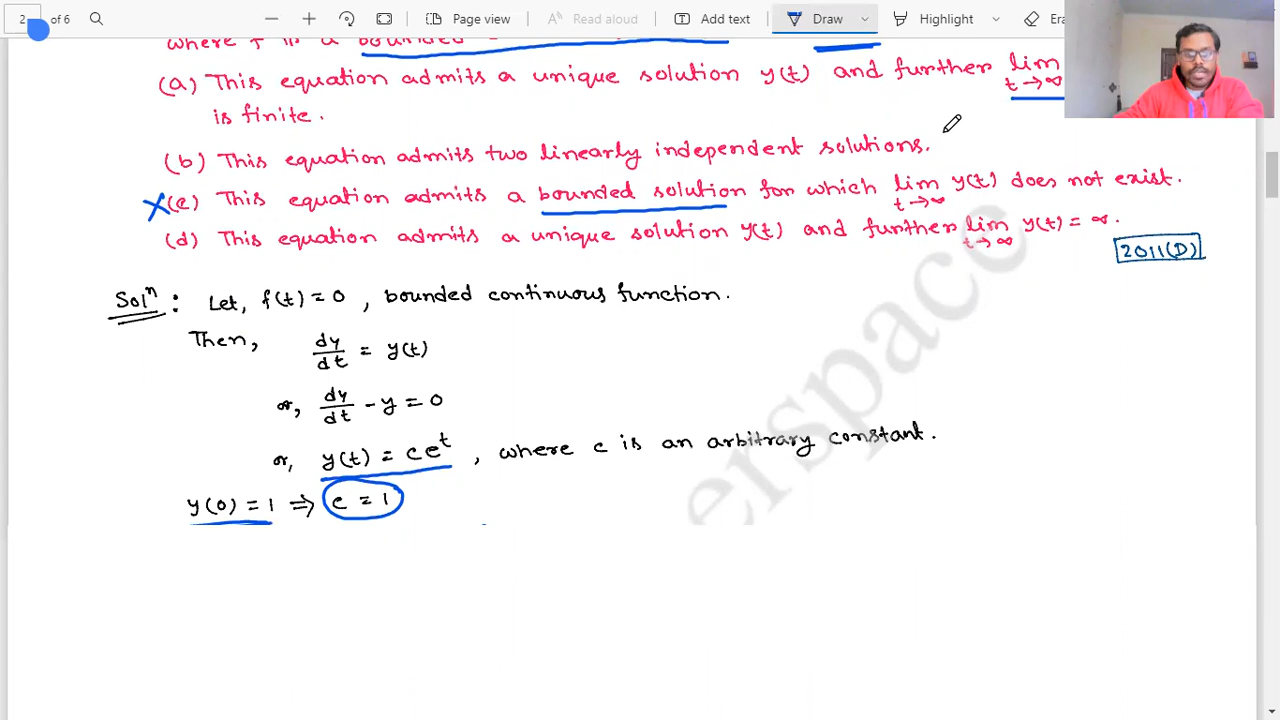 2 of 6 Page view Read aloud Add text Draw Highlight Era
where f is a bounded
(a) This equation admits a unique solution y(t) and further lim t→∞
is finite.
(b) This equation admits two linearly independent solutions.
(c) This equation admits a bounded solution for which lim t→∞ y(t) does not exist.
(d) This equation admits a unique solution y(t) and further lim t→∞ y(t) = ∞.
2011(D)
Solⁿ : Let, f(t) = 0 , bounded continuous function.
Then, dy/dt = y(t)
or, dy/dt - y = 0
or, y(t) = ce^t , where c is an arbitrary constant.
y(0) = 1 ⇒ c = 1
erspace